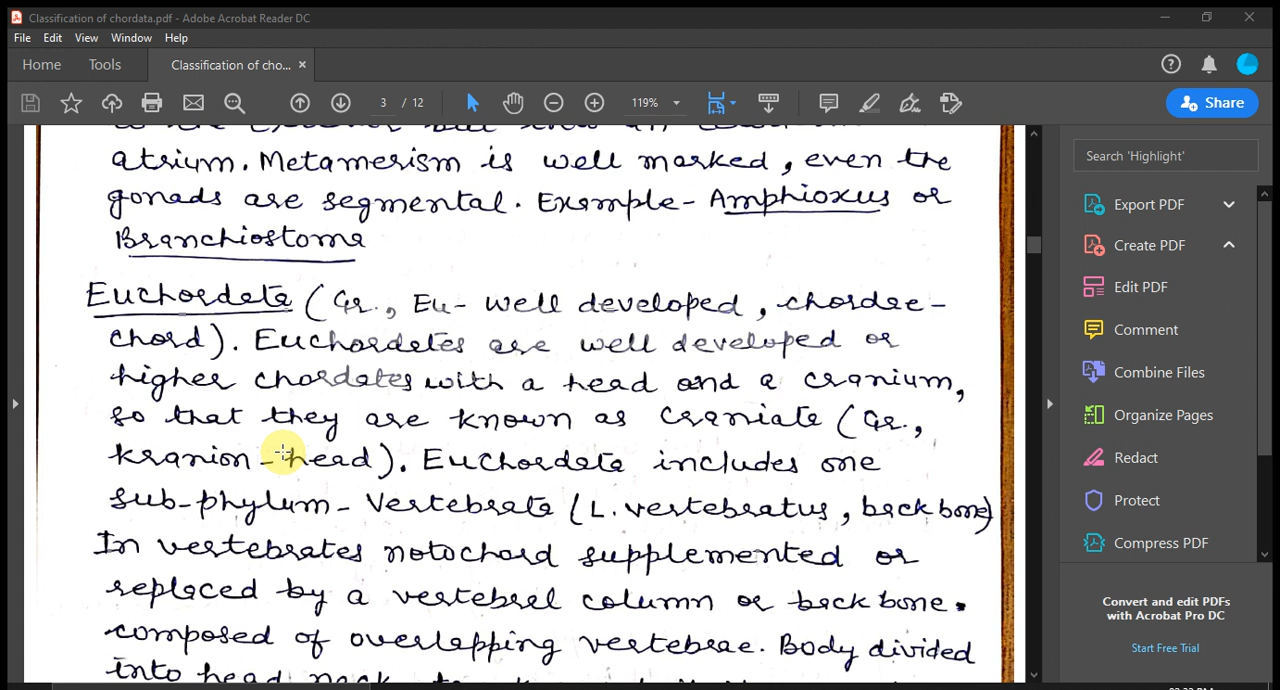 Classification of chordata.pdf - Adobe Acrobat Reader DC
File Edit View Window Help
Home Tools Classification of cho... ×
3 / 12 119% Share
atrium. Metamerism is well marked, even the
gonads are segmental. Example- Amphioxus or
Branchiostoma
Euchordata (Gr., Eu- well developed, chordae-
chord). Euchordates are well developed or
higher chordates with a head and a cranium,
so that they are known as Craniata (Gr.,
kranion-head). Euchordata includes one
sub-phylum- Vertebrata (L. vertebratus, backbone)
In vertebrates notochord supplemented or
replaced by a vertebral column or backbone.
composed of overlapping vertebrae. Body divided
into head
Search 'Highlight'
Export PDF
Create PDF
Edit PDF
Comment
Combine Files
Organize Pages
Redact
Protect
Compress PDF
Convert and edit PDFs
with Acrobat Pro DC
Start Free Trial